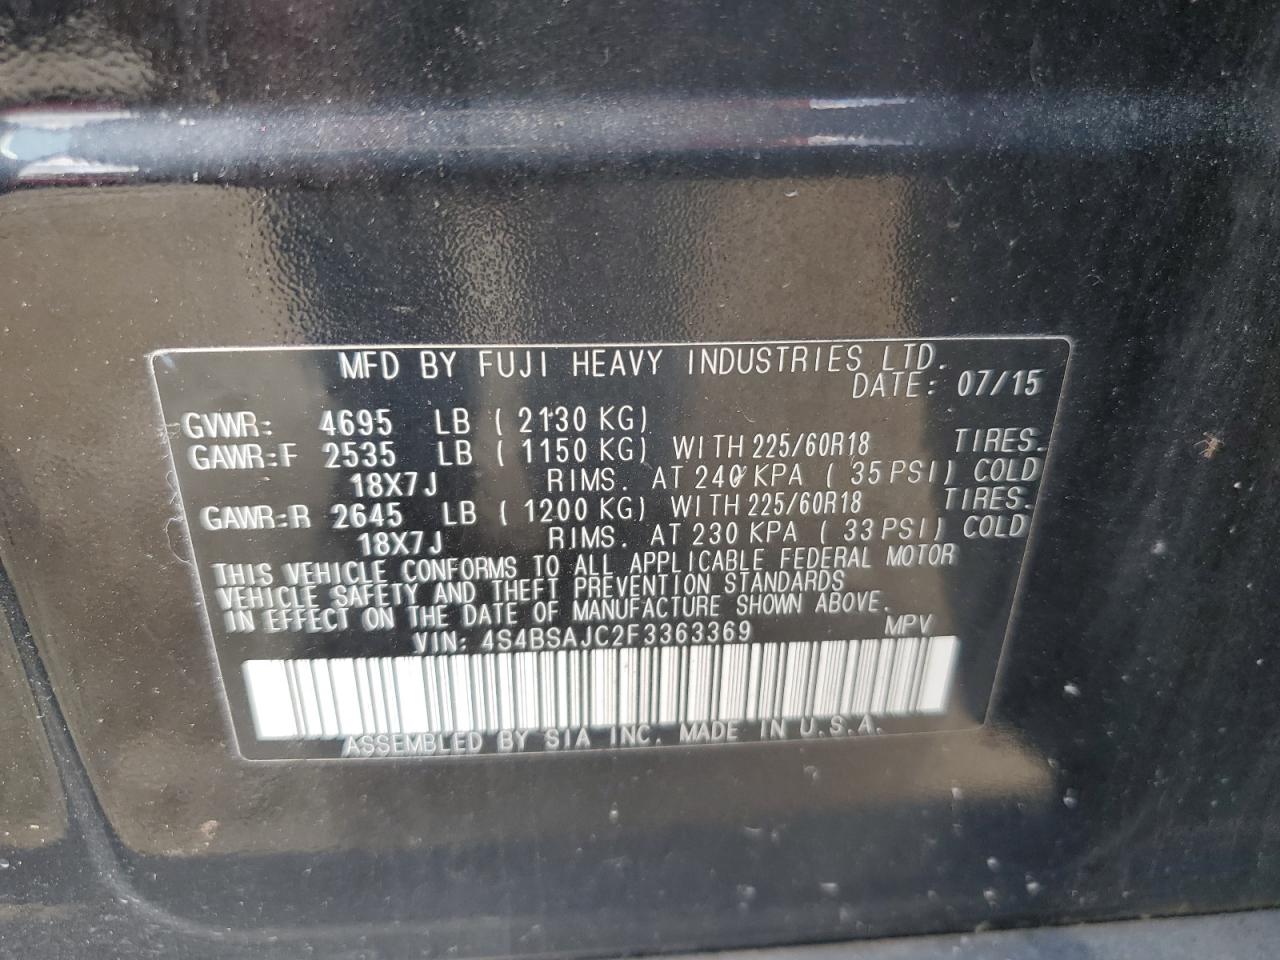 MFD BY FUJI HEAVY INDUSTRIES LTD.
DATE: 07/15
GVWR: 4695 LB ( 2130 KG)
GAWR:F 2535 LB ( 1150 KG) WITH 225/60R18 TIRES.
18X7J RIMS. AT 240 KPA ( 35 PSI) COLD
GAWR:R 2645 LB ( 1200 KG) WITH 225/60R18 TIRES.
18X7J RIMS. AT 230 KPA ( 33 PSI) COLD
THIS VEHICLE CONFORMS TO ALL APPLICABLE FEDERAL MOTOR
VEHICLE SAFETY AND THEFT PREVENTION STANDARDS
IN EFFECT ON THE DATE OF MANUFACTURE SHOWN ABOVE.
VIN: 4S4BSAJC2F3363369 MPV
ASSEMBLED BY SIA INC. MADE IN U.S.A.